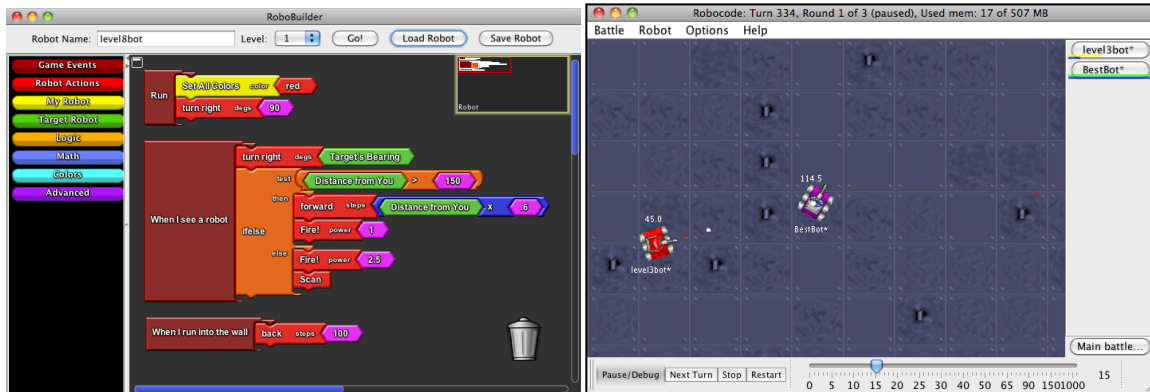 RoboBuilder
Robot Name: level8bot Level: 1 Go! Load Robot Save Robot
Game Events
Robot Actions
My Robot
Target Robot
Logic
Math
Colors
Advanced
Run
Set All Colors color red
turn right degs 90
Robot
When I see a robot
turn right degs Target's Bearing
ifelse
test Distance from You > 150
then forward steps Distance from You x .6
Fire! power 1
else Fire! power 2.5
Scan
When I run into the wall back steps 100
Robocode: Turn 334, Round 1 of 3 (paused), Used mem: 17 of 507 MB
Battle Robot Options Help
level3bot*
BestBot*
114.5
BestBot*
45.0
level3bot*
Main battle...
Pause/Debug Next Turn Stop Restart
0 5 10 15 20 25 30 40 50 65 90 150 1000
15